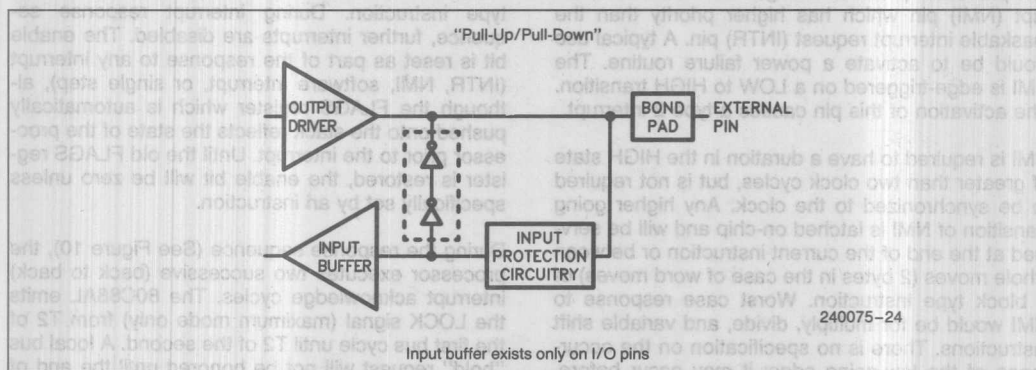 "Pull-Up/Pull-Down"
OUTPUT
DRIVER
BOND
PAD
EXTERNAL
PIN
INPUT
BUFFER
INPUT
PROTECTION
CIRCUITRY
240075-24
Input buffer exists only on I/O pins